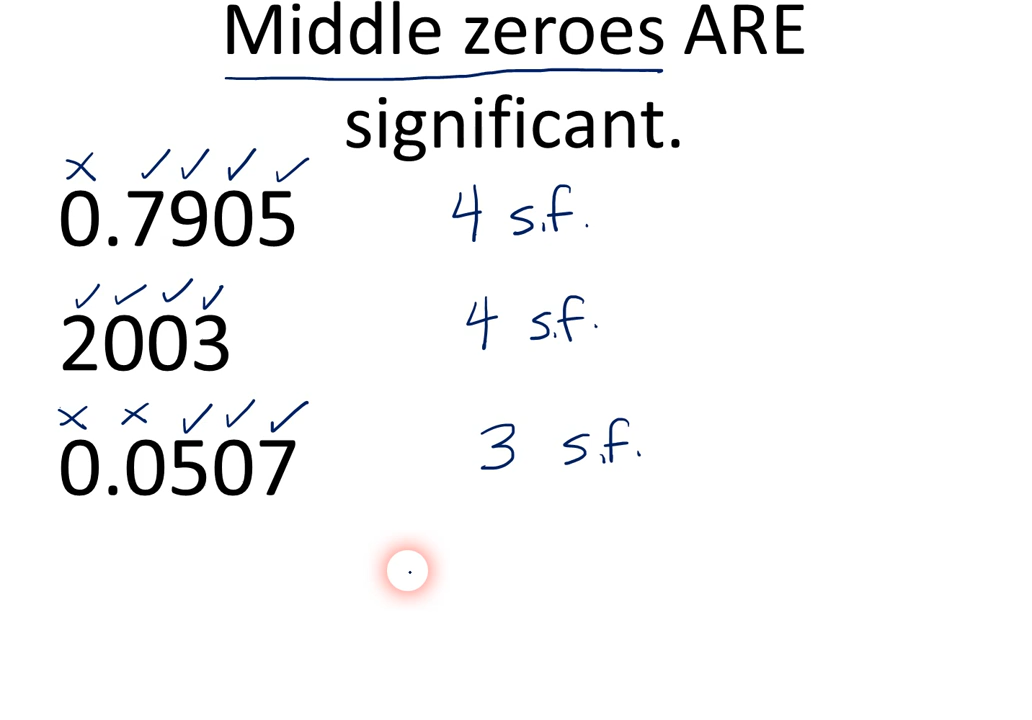 Middle zeroes ARE
significant.
× ✓ ✓ ✓ ✓
0.7905 4 s.f.
✓ ✓ ✓ ✓
2003 4 s.f.
× × ✓ ✓ ✓
0.0507 3 s.f.